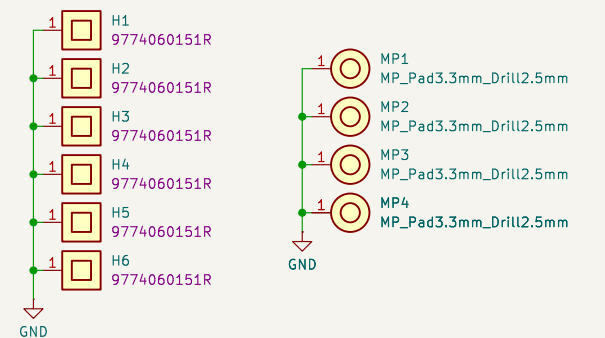 1 H1
9774060151R
1 H2
9774060151R
1 H3
9774060151R
1 H4
9774060151R
1 H5
9774060151R
1 H6
9774060151R
GND
1 MP1
MP_Pad3.3mm_Drill2.5mm
1 MP2
MP_Pad3.3mm_Drill2.5mm
1 MP3
MP_Pad3.3mm_Drill2.5mm
1 MP4
MP_Pad3.3mm_Drill2.5mm
GND